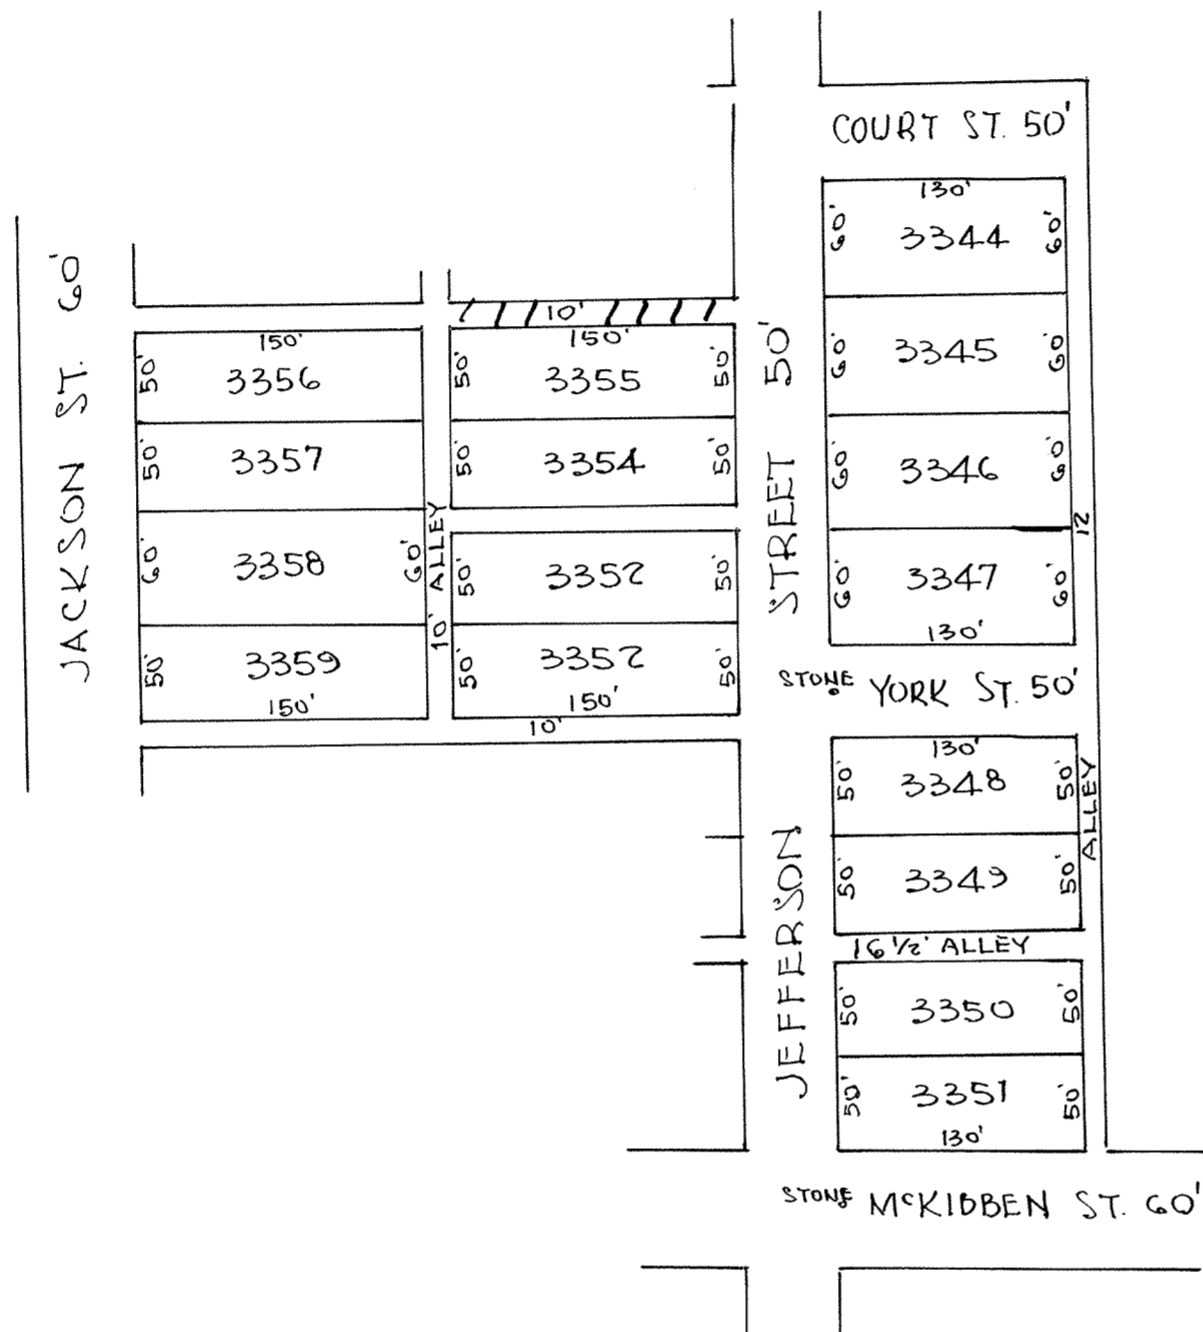 COURT ST. 50'
130'
60' 3344 60'
60' 3345 60'
60' 3346 60'
60' 3347 60'
130'
JACKSON ST. 60'
150'
50' 3356
50' 3357
60' 3358 60'
50' 3359
150'
10' ALLEY
10'
150'
50' 3355 50'
50' 3354 50'
50' 3352 50'
50' 3352 50'
150'
10'
JEFFERSON STREET 50'
12 ALLEY
STONE YORK ST. 50'
130'
50' 3348 50'
50' 3349 50'
16 1/2' ALLEY
50' 3350 50'
50' 3351 50'
130'
STONE McKIBBEN ST. 60'